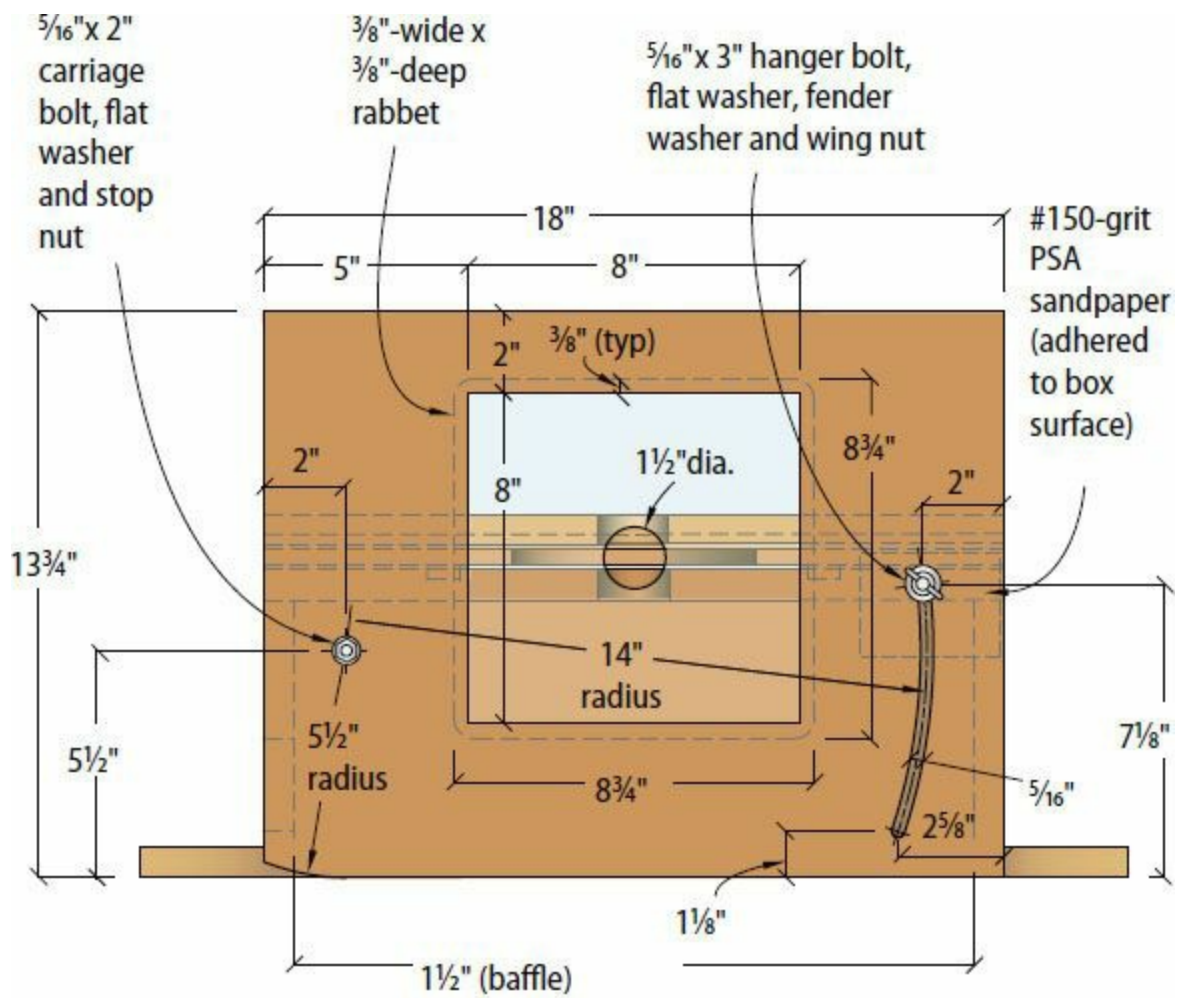 5/16"x 2"
carriage
bolt, flat
washer
and stop
nut
3/8"-wide x
3/8"-deep
rabbet
5/16"x 3" hanger bolt,
flat washer, fender
washer and wing nut
18"
#150-grit
PSA
sandpaper
(adhered
to box
surface)
5"
8"
2"
3/8" (typ)
8¾"
2"
8"
1½"dia.
2"
13¾"
14"
radius
5½"
radius
5½"
7⅛"
8¾"
5/16"
2⅝"
1⅛"
1½" (baffle)